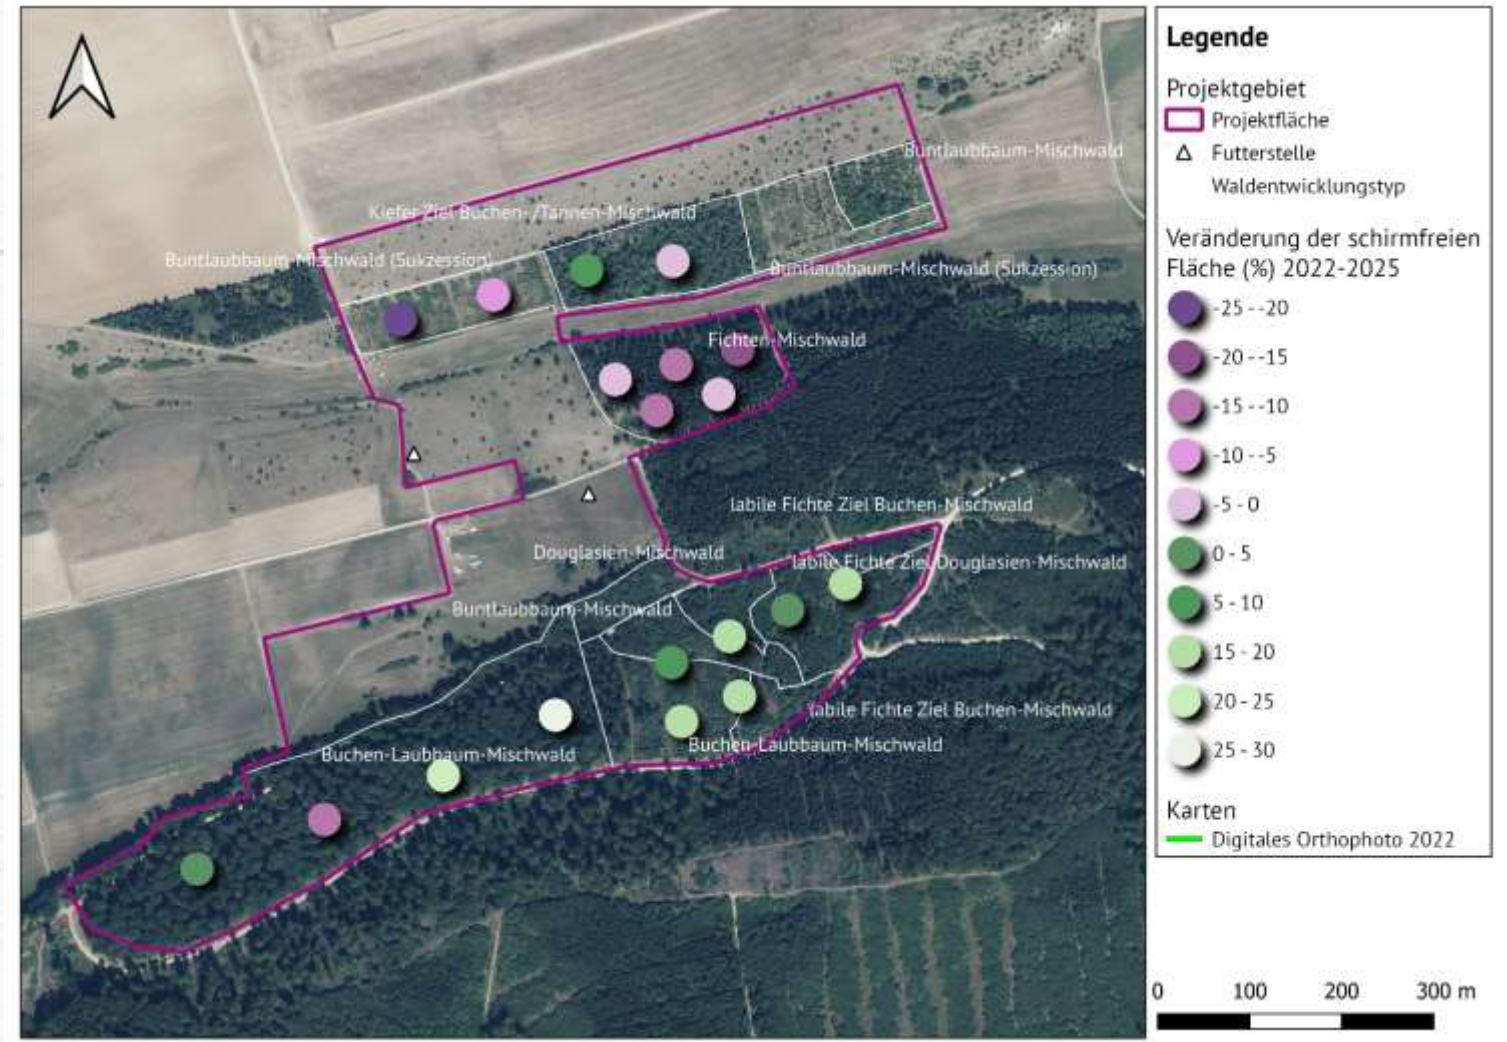 Buntlaubbaum-Mischwald
Kiefer Ziel Buchen-/Tannen-Mischwald
Buntlaubbaum-Mischwald (Sukzession)
Buntlaubbaum-Mischwald (Sukzession)
Fichten-Mischwald
labile Fichte Ziel Buchen-Mischwald
Douglasien-Mischwald
labile Fichte Ziel Douglasien-Mischwald
Buntlaubbaum-Mischwald
labile Fichte Ziel Buchen-Mischwald
Buchen-Laubbaum-Mischwald
Buchen-Laubbaum-Mischwald
Legende
Projektgebiet
Projektfläche
Futterstelle
Waldentwicklungstyp
Veränderung der schirmfreien
Fläche (%) 2022-2025
-25 - -20
-20 - -15
-15 - -10
-10 - -5
-5 - 0
0 - 5
5 - 10
15 - 20
20 - 25
25 - 30
Karten
Digitales Orthophoto 2022
0 100 200 300 m